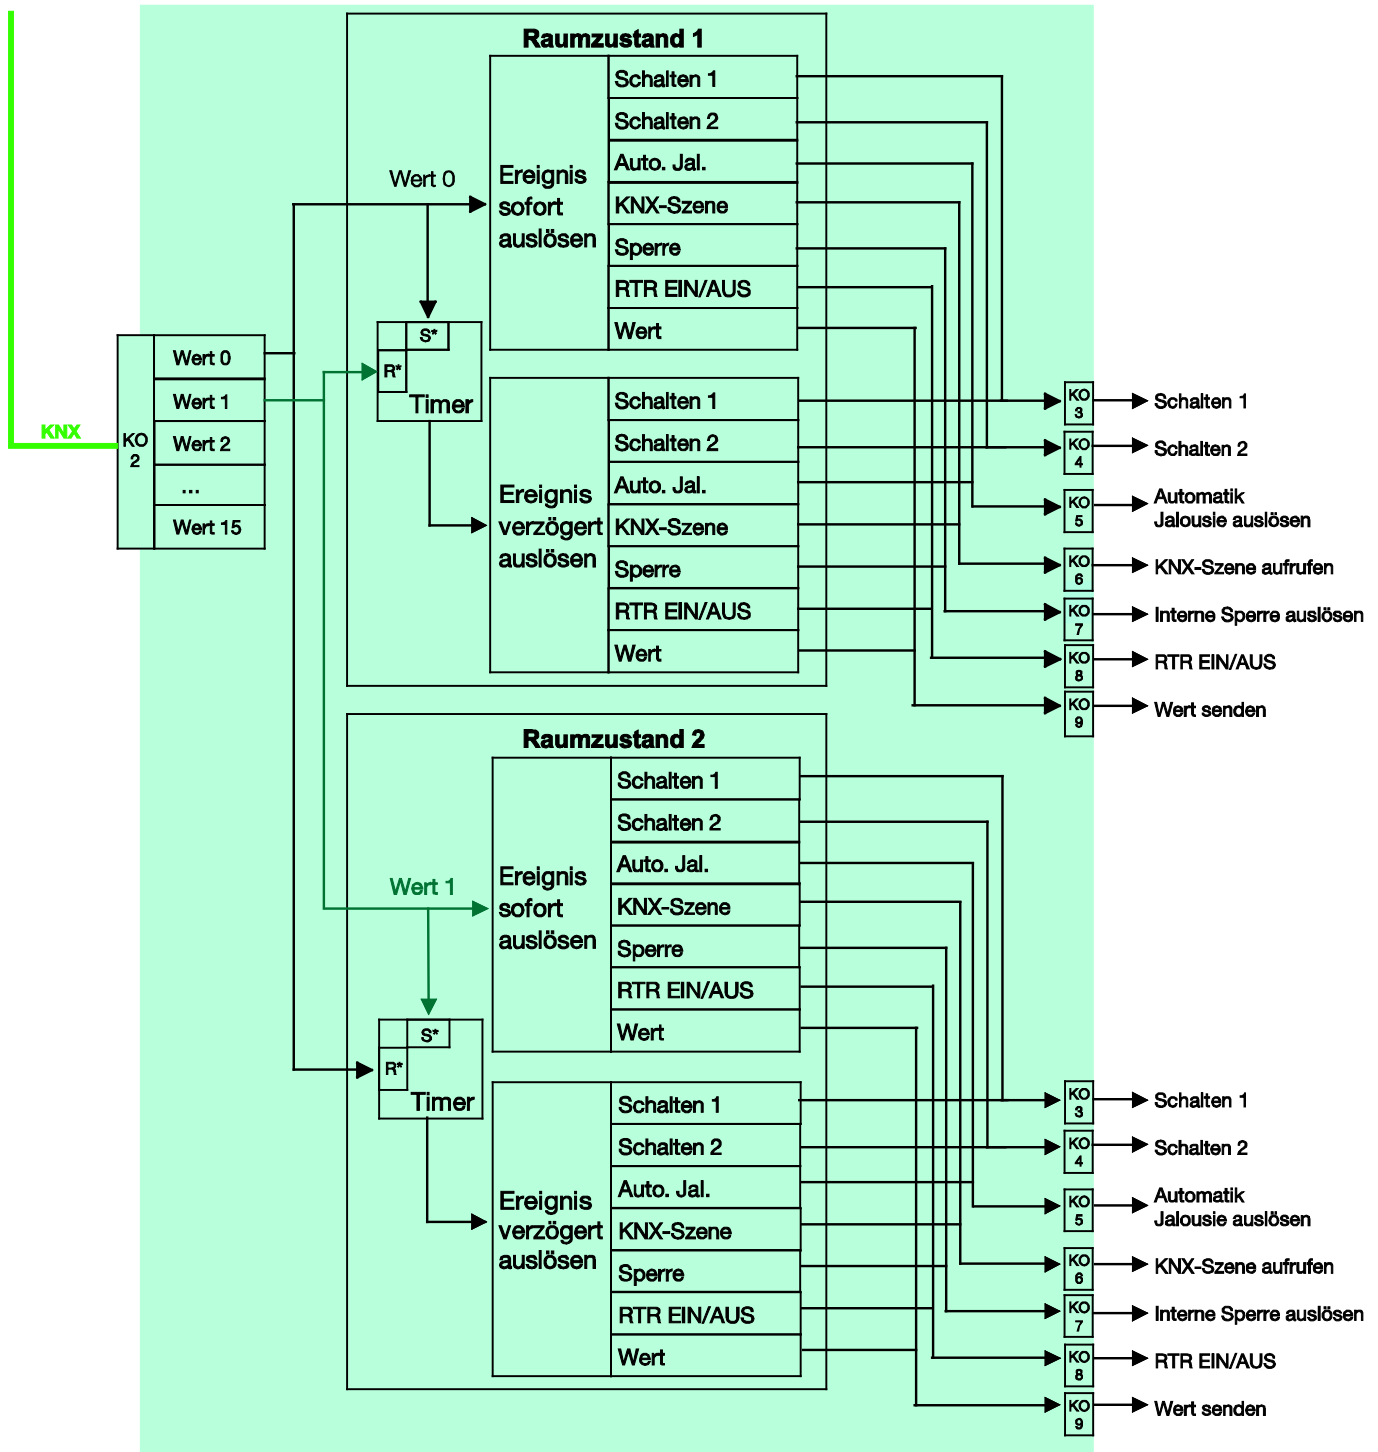 KNX
KO
2
Wert 0
Wert 1
Wert 2
...
Wert 15
Raumzustand 1
Wert 0
S*
R*
Timer
Ereignis
sofort
auslösen
Schalten 1
Schalten 2
Auto. Jal.
KNX-Szene
Sperre
RTR EIN/AUS
Wert
Ereignis
verzögert
auslösen
Schalten 1
Schalten 2
Auto. Jal.
KNX-Szene
Sperre
RTR EIN/AUS
Wert
KO
3
Schalten 1
KO
4
Schalten 2
KO
5
Automatik
Jalousie auslösen
KO
6
KNX-Szene aufrufen
KO
7
Interne Sperre auslösen
KO
8
RTR EIN/AUS
KO
9
Wert senden
Raumzustand 2
Wert 1
S*
R*
Timer
Ereignis
sofort
auslösen
Schalten 1
Schalten 2
Auto. Jal.
KNX-Szene
Sperre
RTR EIN/AUS
Wert
Ereignis
verzögert
auslösen
Schalten 1
Schalten 2
Auto. Jal.
KNX-Szene
Sperre
RTR EIN/AUS
Wert
KO
3
Schalten 1
KO
4
Schalten 2
KO
5
Automatik
Jalousie auslösen
KO
6
KNX-Szene aufrufen
KO
7
Interne Sperre auslösen
KO
8
RTR EIN/AUS
KO
9
Wert senden